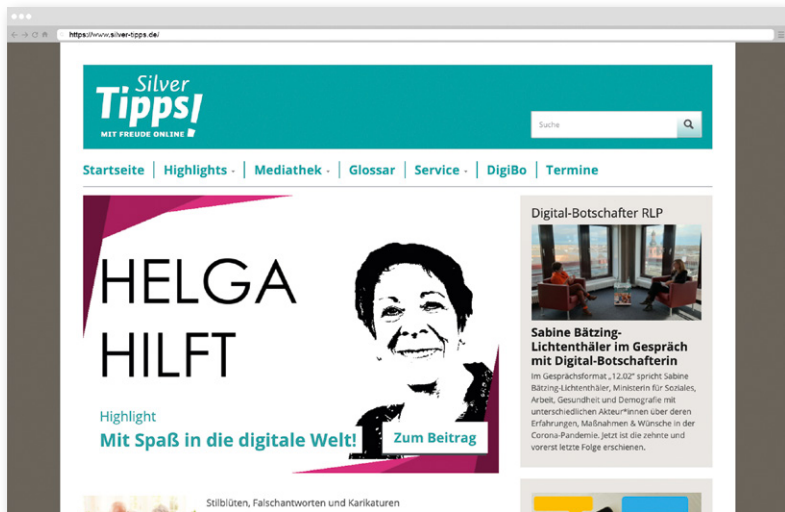 https://www.silver-tipps.de/
Silver
Tipps!
MIT FREUDE ONLINE
Suche
Startseite | Highlights | Mediathek | Glossar | Service | DigiBo | Termine
HELGA
HILFT
Highlight
Mit Spaß in die digitale Welt!
Zum Beitrag
Digital-Botschafter RLP
Sabine Bätzing-
Lichtenthäler im Gespräch
mit Digital-Botschafterin
Im Gesprächsformat „12.02“ spricht Sabine
Bätzing-Lichtenthäler, Ministerin für Soziales,
Arbeit, Gesundheit und Demografie mit
unterschiedlichen Akteur*innen über deren
Erfahrungen, Maßnahmen & Wünsche in der
Corona-Pandemie. Jetzt ist die zehnte und
vorerst letzte Folge erschienen.
Stilblüten, Falschantworten und Karikaturen